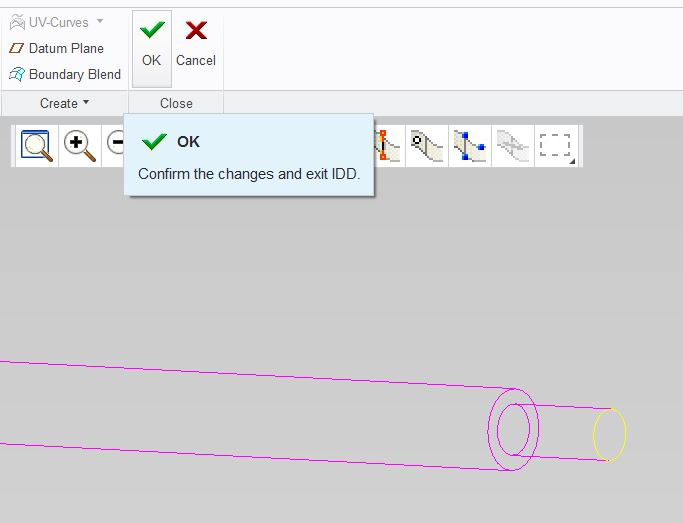 UV-Curves
Datum Plane
Boundary Blend
OK
Cancel
Create
Close
OK
Confirm the changes and exit IDD.